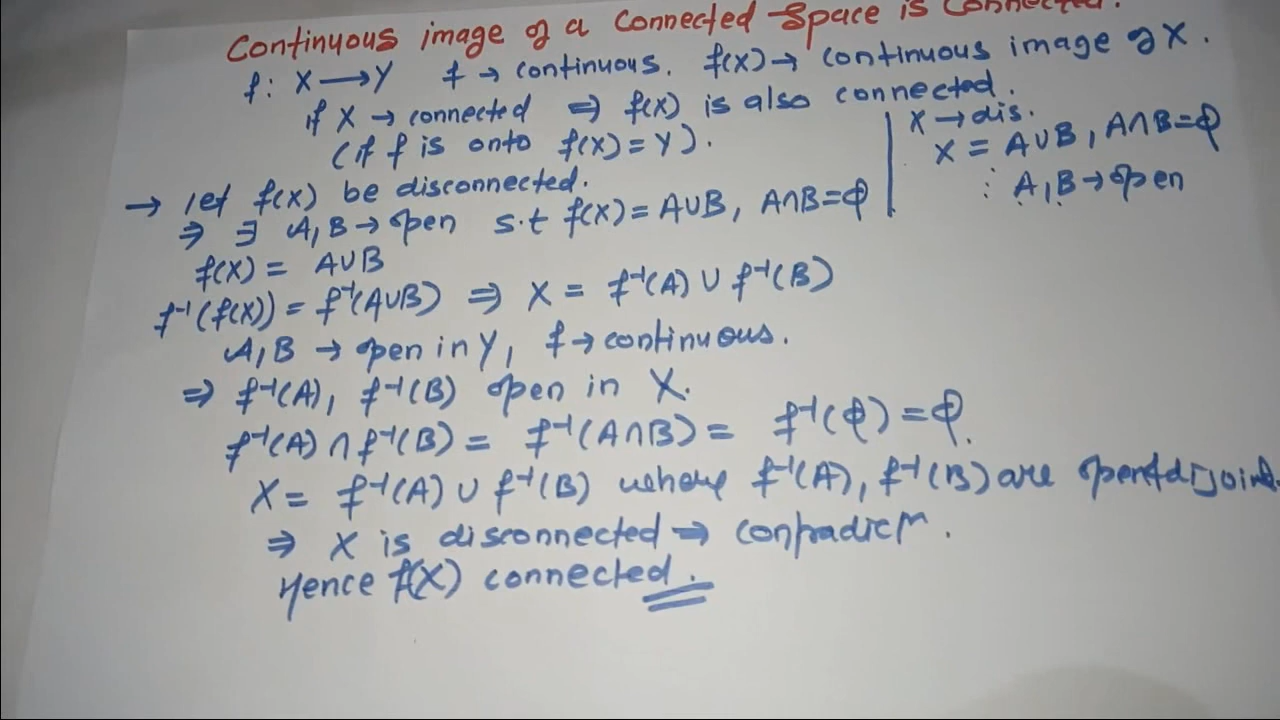 Continuous image of a Connected Space is Connected.
f: X → Y f → continuous. f(X) → continuous image of X.
if X → connected ⇒ f(X) is also connected.
(if f is onto f(X) = Y).
X → dis.
X = A∪B, A∩B = Φ
: A, B → open
→ let f(X) be disconnected.
⇒ ∃ A, B → open s.t f(X) = A∪B, A∩B = Φ
f(X) = A∪B
f⁻¹(f(X)) = f⁻¹(A∪B) ⇒ X = f⁻¹(A) ∪ f⁻¹(B)
A, B → open in Y, f → continuous.
⇒ f⁻¹(A), f⁻¹(B) open in X.
f⁻¹(A) ∩ f⁻¹(B) = f⁻¹(A∩B) = f⁻¹(Φ) = Φ.
X = f⁻¹(A) ∪ f⁻¹(B) where f⁻¹(A), f⁻¹(B) are open & disjoint.
⇒ X is disconnected → contradicⁿ.
Hence f(X) connected.